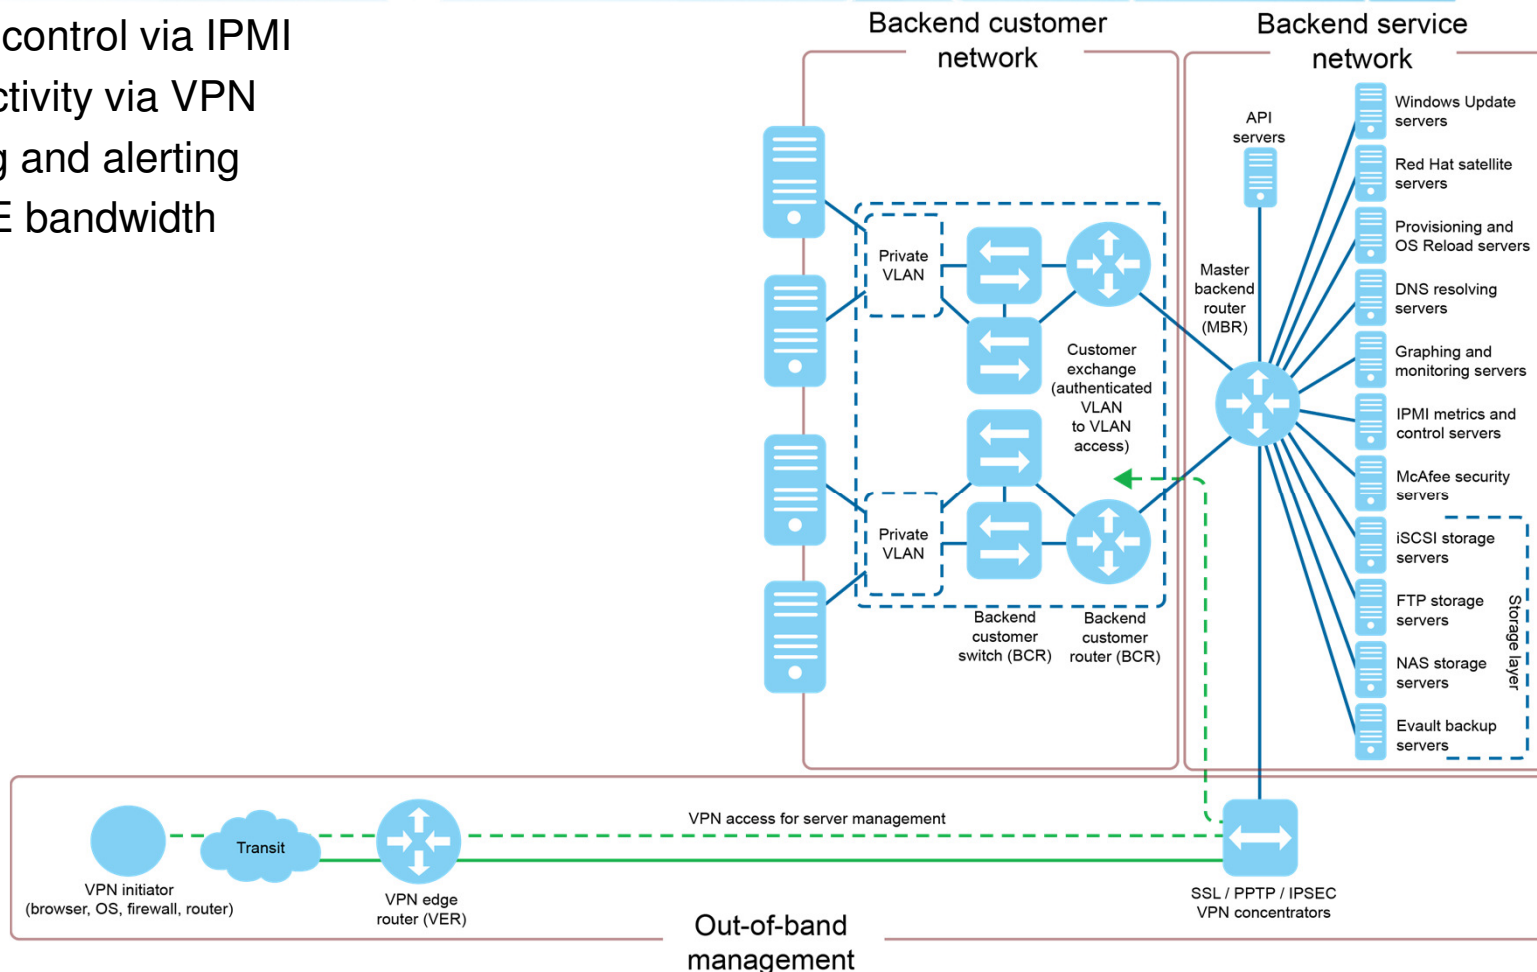 control via IPMI
ctivity via VPN
g and alerting
E bandwidth
Backend customer
network
Backend service
network
API
servers
Master
backend
router
(MBR)
Private
VLAN
Customer
exchange
(authenticated
VLAN
to VLAN
access)
Private
VLAN
Backend
customer
switch (BCR)
Backend
customer
router (BCR)
Windows Update
servers
Red Hat satellite
servers
Provisioning and
OS Reload servers
DNS resolving
servers
Graphing and
monitoring servers
IPMI metrics and
control servers
McAfee security
servers
iSCSI storage
servers
FTP storage
servers
NAS storage
servers
Evault backup
servers
Storage layer
VPN access for server management
Transit
VPN initiator
(browser, OS, firewall, router)
VPN edge
router (VER)
SSL / PPTP / IPSEC
VPN concentrators
Out-of-band
management